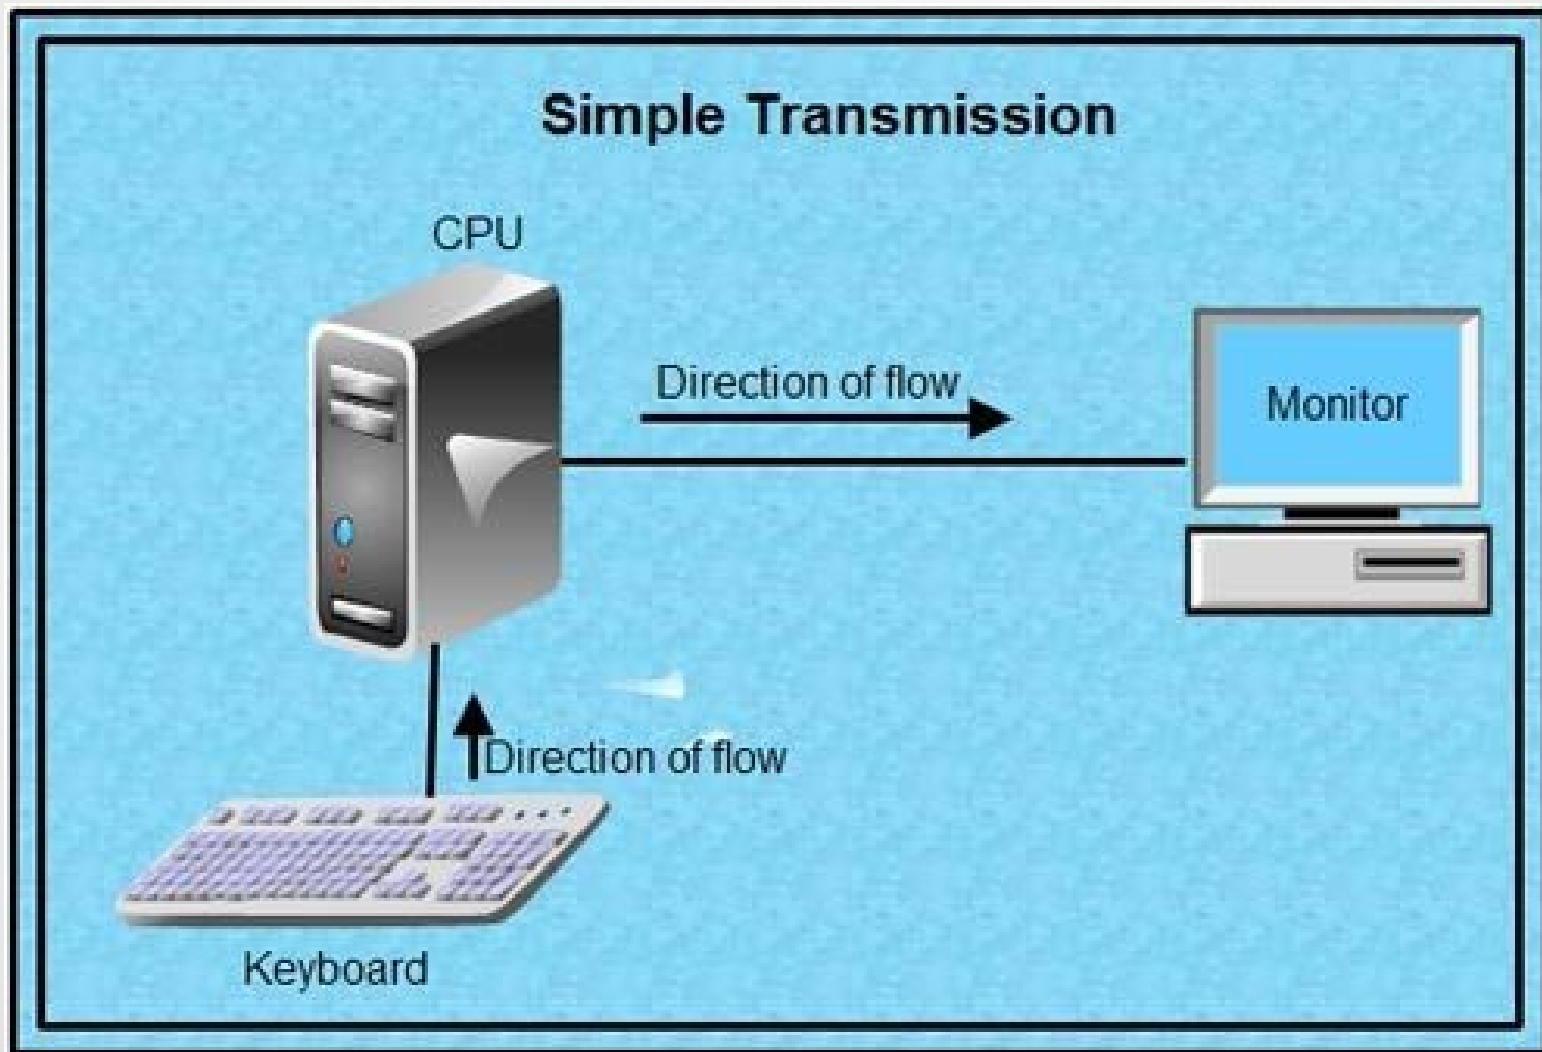 Simple Transmission
CPU
Direction of flow
Monitor
Direction of flow
Keyboard